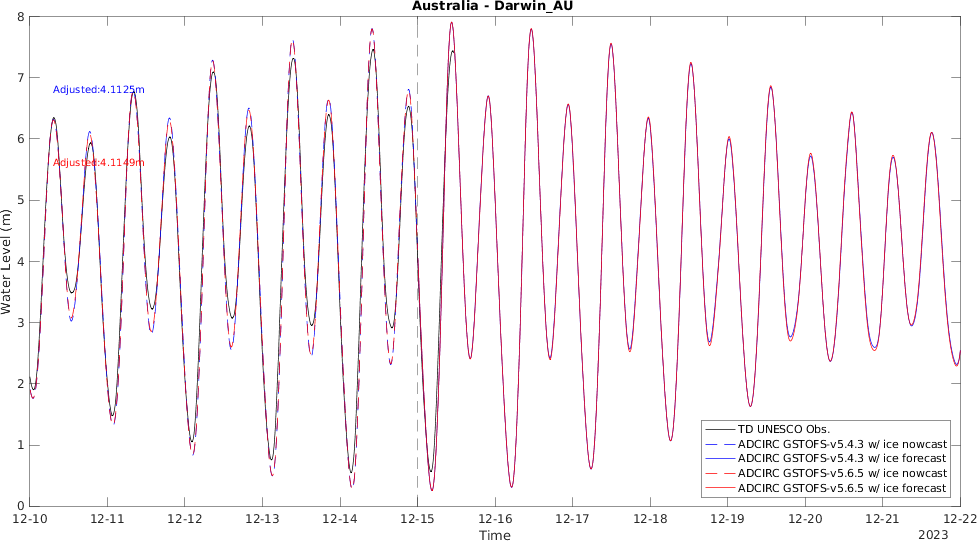 Australia - Darwin_AU
8
7
Adjusted:4.1125m
6
Adjusted:4.1149m
5
Water Level (m)
4
3
2
1
0
TD UNESCO Obs.
ADCIRC GSTOFS-v5.4.3 w/ ice nowcast
ADCIRC GSTOFS-v5.4.3 w/ ice forecast
ADCIRC GSTOFS-v5.6.5 w/ ice nowcast
ADCIRC GSTOFS-v5.6.5 w/ ice forecast
12-10 12-11 12-12 12-13 12-14 12-15 12-16 12-17 12-18 12-19 12-20 12-21 12-22
Time
2023